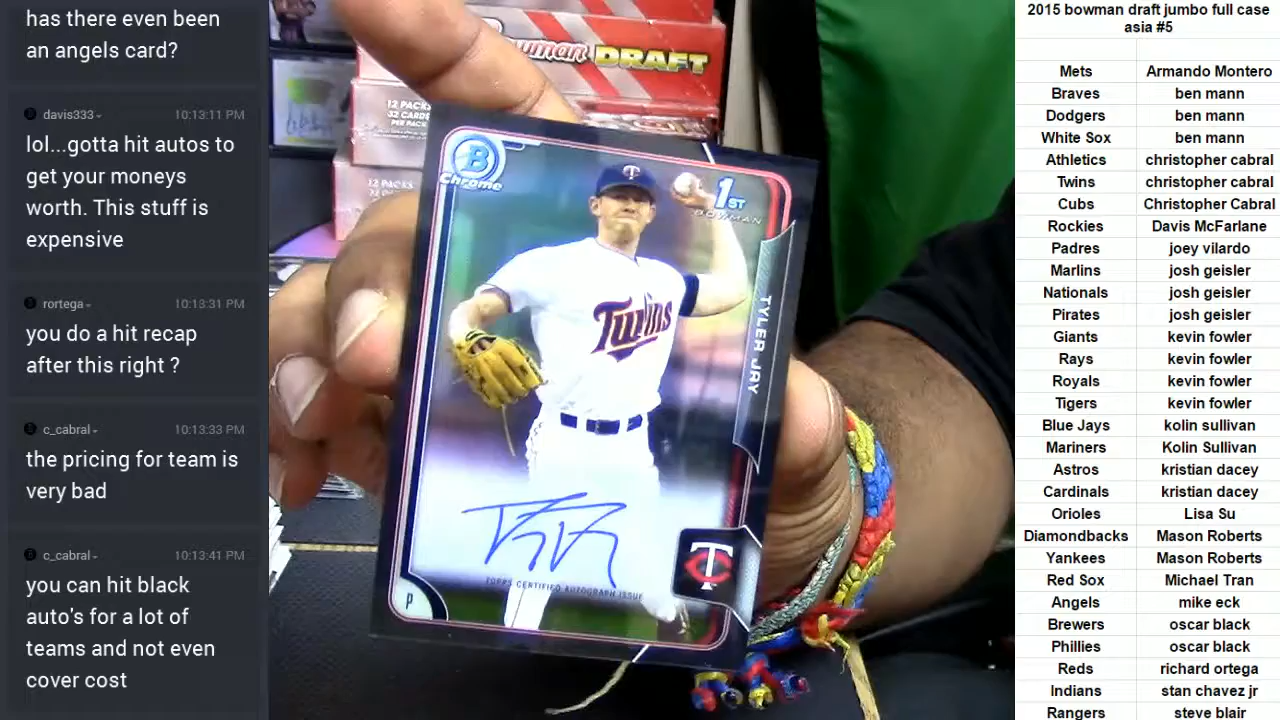 has there even been
an angels card?
davis333
10:13:11 PM
lol...gotta hit autos to
get your moneys
worth. This stuff is
expensive
rortega
10:13:31 PM
you do a hit recap
after this right ?
c_cabral
10:13:33 PM
the pricing for team is
very bad
c_cabral
10:13:41 PM
you can hit black
auto's for a lot of
teams and not even
cover cost
Bowman DRAFT
12 PACKS
32 CARDS
PER PACK
12 PACKS
B
Chrome
T
1ST
BOWMAN
Twins
TYLER JAY
TOPPS CERTIFIED AUTOGRAPH ISSUE
P
TC
2015 bowman draft jumbo full case
asia #5
Mets Armando Montero
Braves ben mann
Dodgers ben mann
White Sox ben mann
Athletics christopher cabral
Twins christopher cabral
Cubs Christopher Cabral
Rockies Davis McFarlane
Padres joey vilardo
Marlins josh geisler
Nationals josh geisler
Pirates josh geisler
Giants kevin fowler
Rays kevin fowler
Royals kevin fowler
Tigers kevin fowler
Blue Jays kolin sullivan
Mariners Kolin Sullivan
Astros kristian dacey
Cardinals kristian dacey
Orioles Lisa Su
Diamondbacks Mason Roberts
Yankees Mason Roberts
Red Sox Michael Tran
Angels mike eck
Brewers oscar black
Phillies oscar black
Reds richard ortega
Indians stan chavez jr
Rangers steve blair